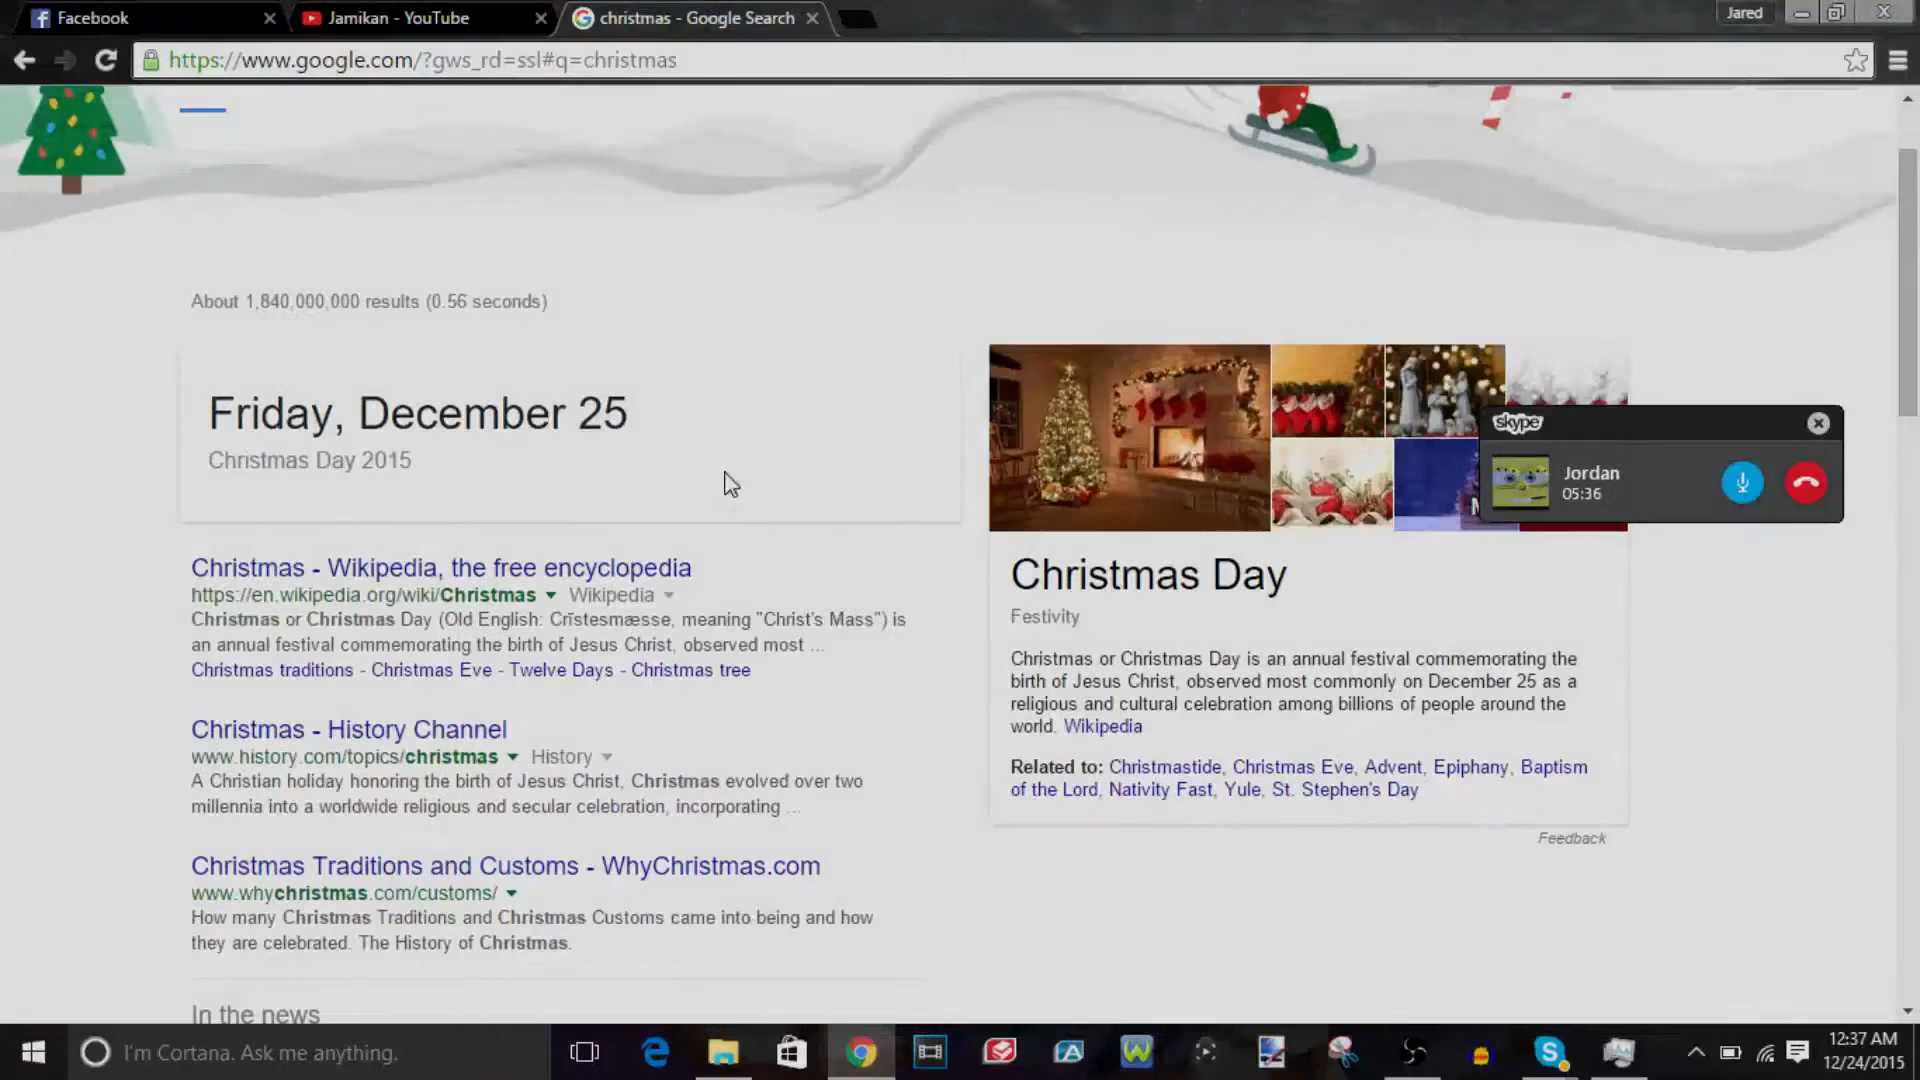 Facebook
Jamikan - YouTube
christmas - Google Search
Jared
https://www.google.com/?gws_rd=ssl#q=christmas
About 1,840,000,000 results (0.56 seconds)
Friday, December 25
Christmas Day 2015
skype
Jordan
05:36
Christmas - Wikipedia, the free encyclopedia
https://en.wikipedia.org/wiki/Christmas Wikipedia
Christmas or Christmas Day (Old English: Crīstesmæsse, meaning "Christ's Mass") is
an annual festival commemorating the birth of Jesus Christ, observed most ...
Christmas traditions - Christmas Eve - Twelve Days - Christmas tree
Christmas - History Channel
www.history.com/topics/christmas History
A Christian holiday honoring the birth of Jesus Christ, Christmas evolved over two
millennia into a worldwide religious and secular celebration, incorporating ...
Christmas Traditions and Customs - WhyChristmas.com
www.whychristmas.com/customs/
How many Christmas Traditions and Christmas Customs came into being and how
they are celebrated. The History of Christmas.
In the news
Christmas Day
Festivity
Christmas or Christmas Day is an annual festival commemorating the
birth of Jesus Christ, observed most commonly on December 25 as a
religious and cultural celebration among billions of people around the
world. Wikipedia
Related to: Christmastide, Christmas Eve, Advent, Epiphany, Baptism
of the Lord, Nativity Fast, Yule, St. Stephen's Day
Feedback
I'm Cortana. Ask me anything.
12:37 AM
12/24/2015